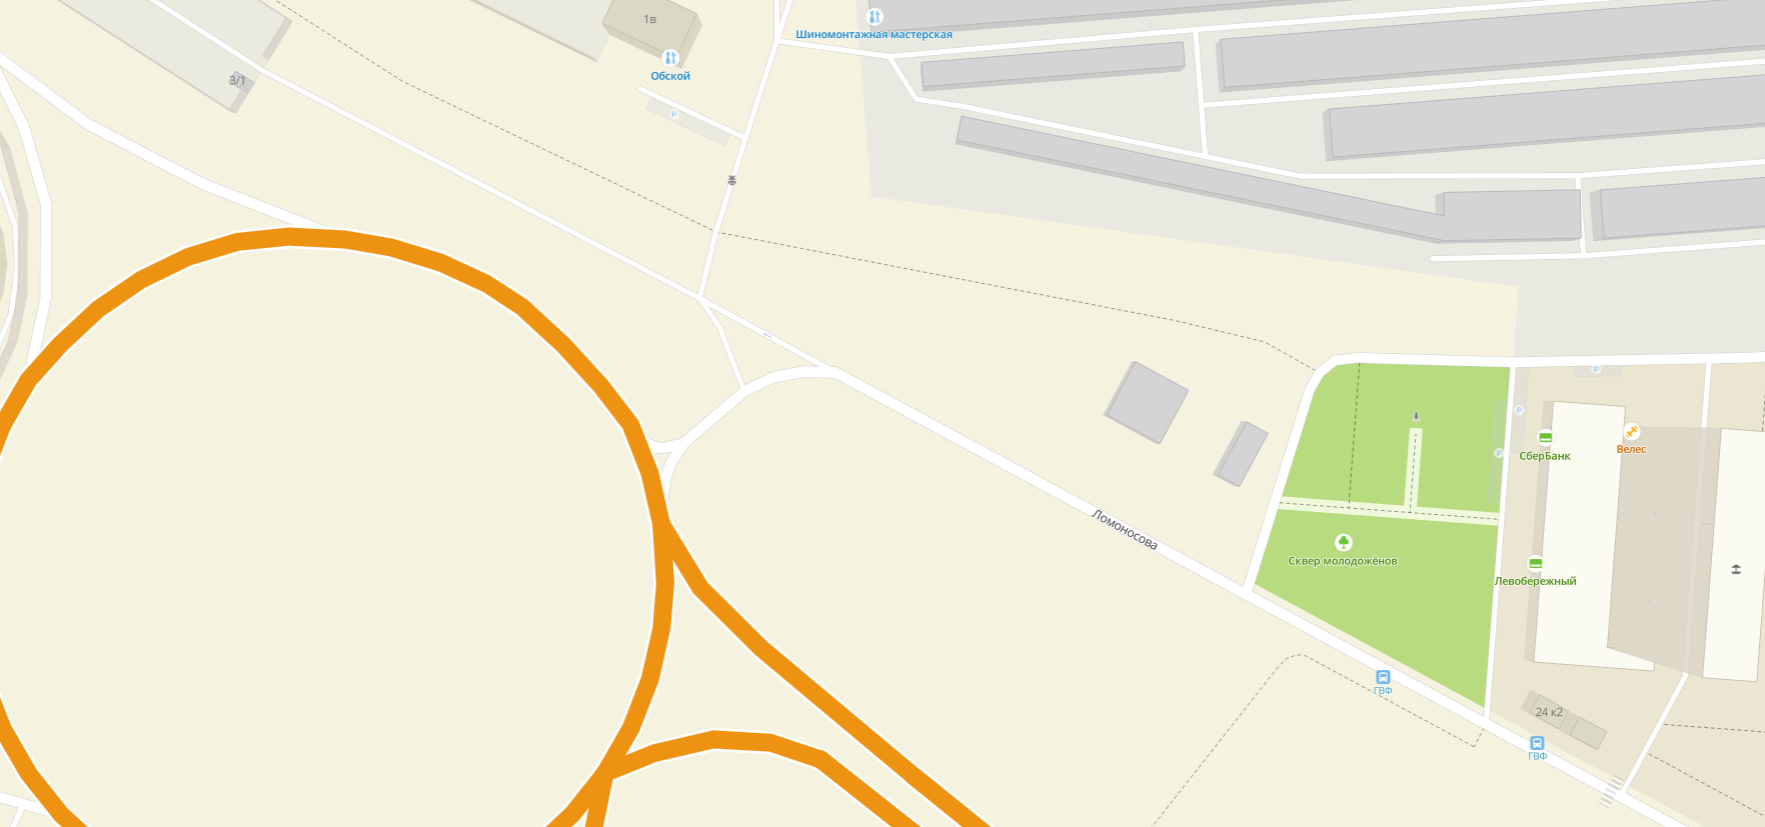 1в
Шиномонтажная мастерская
Обской
3/1
P
P
P
P
СберБанк
Велес
Ломоносова
Сквер молодожёнов
Левобережный
ГВФ
24 к2
ГВФ